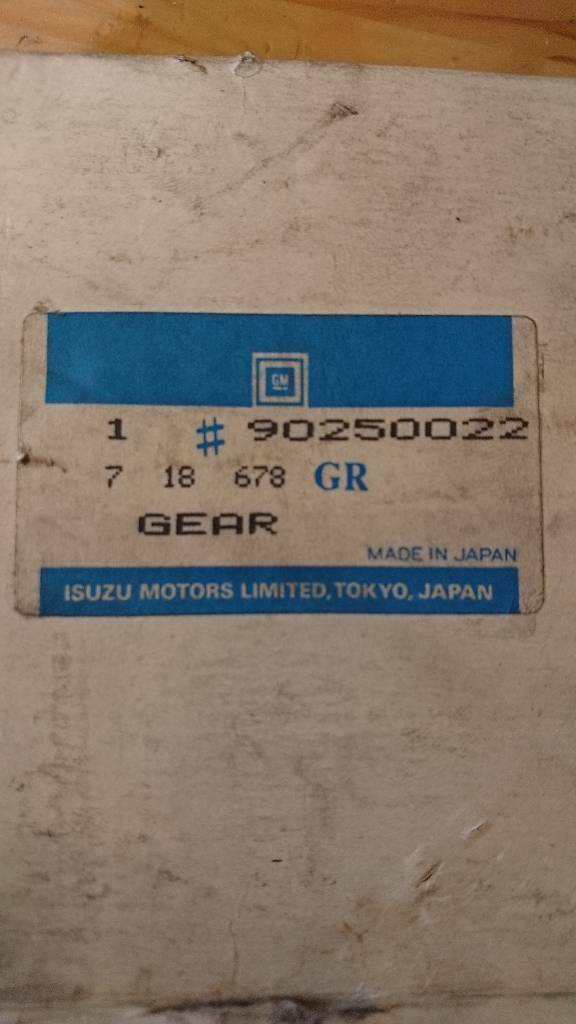 GM
1 # 90250022
7 18 678 GR
GEAR
MADE IN JAPAN
ISUZU MOTORS LIMITED, TOKYO, JAPAN